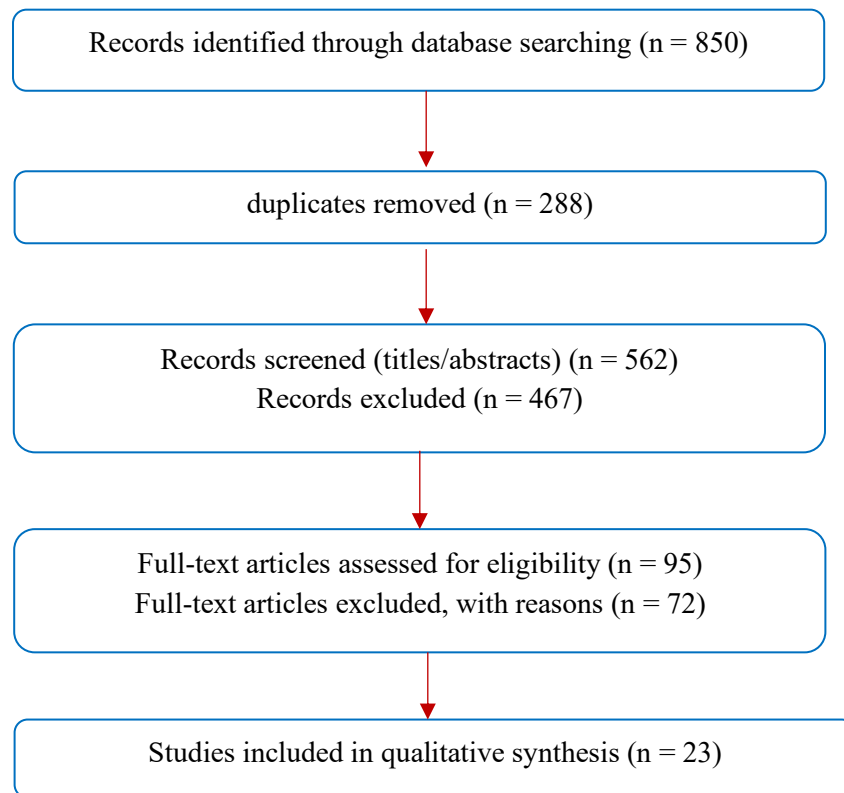 Records identified through database searching (n = 850)
duplicates removed (n = 288)
Records screened (titles/abstracts) (n = 562)
Records excluded (n = 467)
Full-text articles assessed for eligibility (n = 95)
Full-text articles excluded, with reasons (n = 72)
Studies included in qualitative synthesis (n = 23)